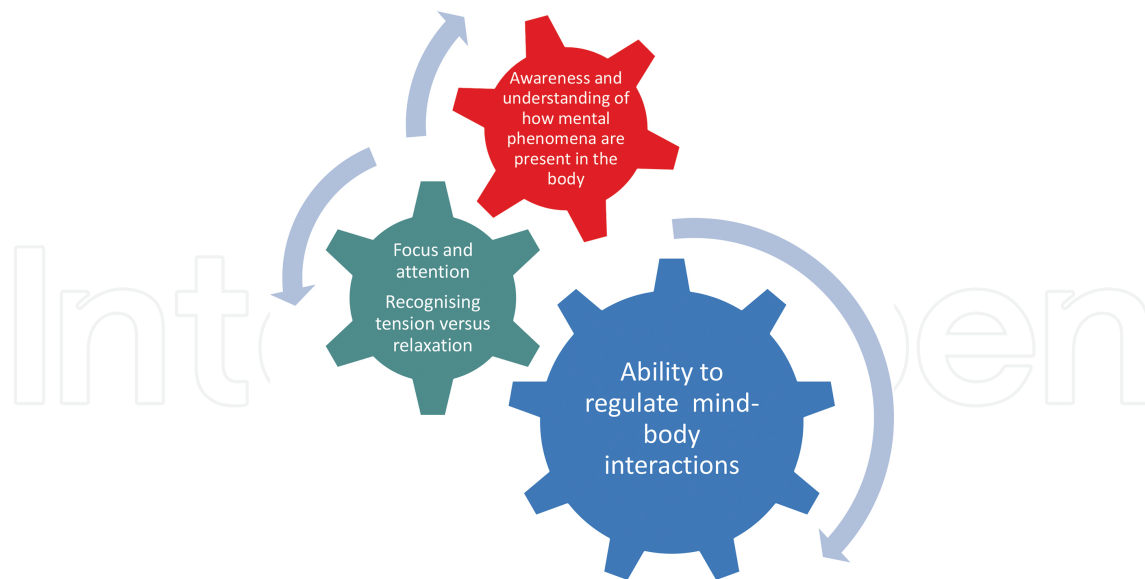 Awareness and
understanding of
how mental
phenomena are
present in the
body
Focus and
attention
Recognising
tension versus
relaxation
Ability to
regulate mind-
body
interactions